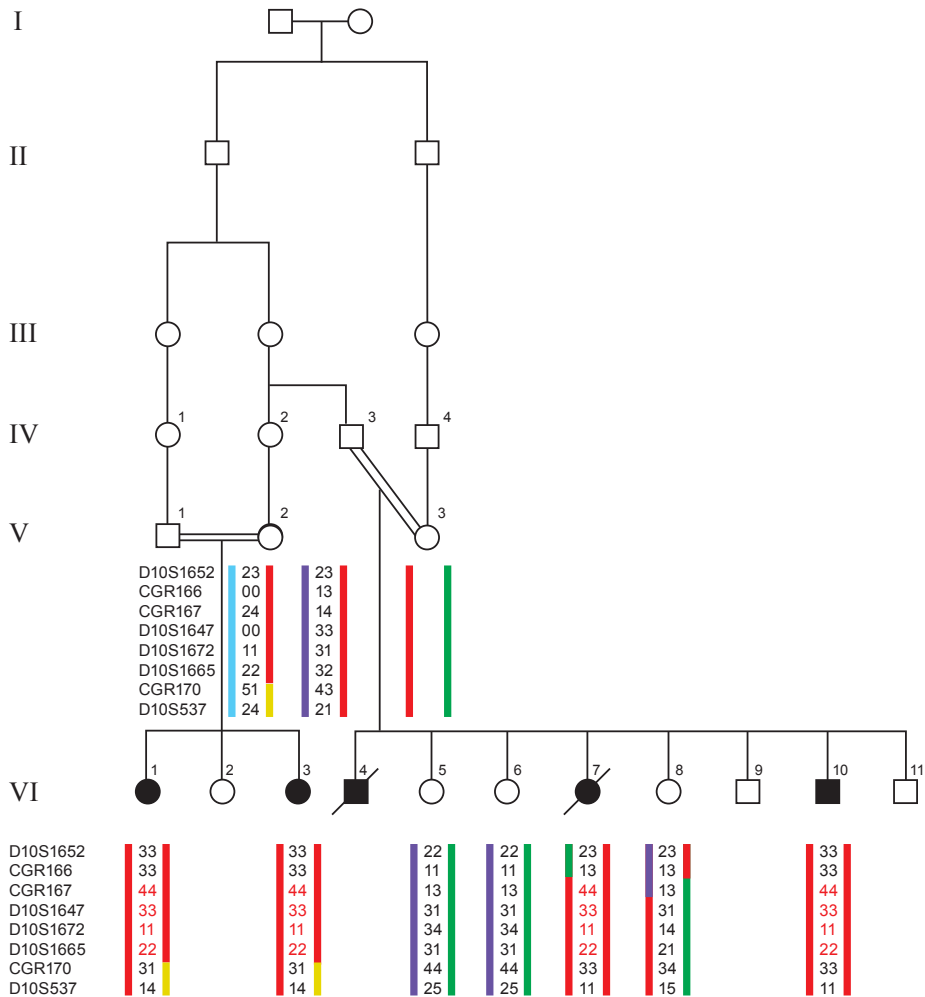 I
II
III
1 2 3 4
IV
1 2 3
V
D10S1652 23 23
CGR166 00 13
CGR167 24 14
D10S1647 00 33
D10S1672 11 31
D10S1665 22 32
CGR170 51 43
D10S537 24 21
1 2 3 4 5 6 7 8 9 10 11
VI
D10S1652 33 33 22 22 23 23 33
CGR166 33 33 11 11 13 13 33
CGR167 44 44 13 13 44 13 44
D10S1647 33 33 31 31 33 31 33
D10S1672 11 11 34 34 11 14 11
D10S1665 22 22 31 31 22 21 22
CGR170 31 31 44 44 33 34 33
D10S537 14 14 25 25 11 15 11